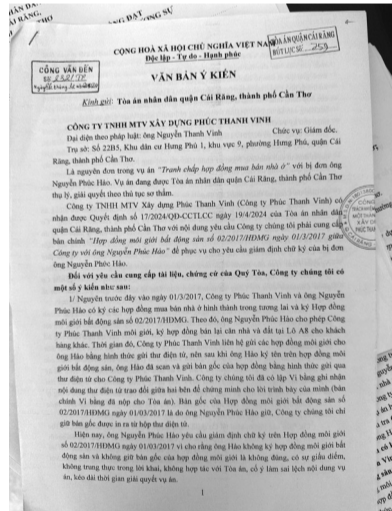 CỘNG HOÀ XÃ HỘI CHỦ NGHĨA VIỆT NAM
Độc lập - Tự do - Hạnh phúc
TÒA ÁN QUẬN CÁI RĂNG
BÚT LỤC SỐ 259
CÔNG VĂN ĐẾN
VĂN BẢN Ý KIẾN
Kính gửi: Tòa án nhân dân quận Cái Răng, thành phố Cần Thơ
CÔNG TY TNHH MTV XÂY DỰNG PHÚC THANH VINH
Đại diện theo pháp luật: ông Nguyễn Thanh Vinh Chức vụ: Giám đốc.
Trụ sở: Số 22B5, Khu dân cư Hưng Phú 1, khu vực 9, phường Hưng Phú, quận Cái
Răng, thành phố Cần Thơ.
Là nguyên đơn trong vụ án "Tranh chấp hợp đồng mua bán nhà ở" với bị đơn ông
Nguyễn Phúc Hảo. Vụ án đang được Tòa án nhân dân quận Cái Răng, thành phố Cần Thơ
thụ lý, giải quyết theo thủ tục sơ thẩm.
Công ty TNHH MTV Xây dựng Phúc Thanh Vinh (Công ty Phúc Thanh Vinh) có
nhận được Quyết định số 17/2024/QĐ-CCTLCC ngày 19/4/2024 của Tòa án nhân dân
quận Cái Răng, thành phố Cần Thơ với nội dung yêu cầu Công ty chúng tôi phải cung cấp
bản chính "Hợp đồng môi giới bất động sản số 02/2017/HĐMG ngày 01/3/2017 giữa
Công ty với ông Nguyễn Phúc Hảo" để phục vụ cho yêu cầu giám định chữ ký của bị đơn
ông Nguyễn Phúc Hảo.
Đối với yêu cầu cung cấp tài liệu, chứng cứ của Quý Tòa, Công ty chúng tôi có
một số ý kiến như sau:
1/ Nguyên trước đây vào ngày 01/3/2017, Công ty Phúc Thanh Vinh và ông Nguyễn
Phúc Hảo có ký các hợp đồng mua bán nhà ở hình thành trong tương lai và ký Hợp đồng
môi giới bất động sản số 02/2017/HĐMG. Theo đó, ông Nguyễn Phúc Hảo cho phép Công
ty Phúc Thanh Vinh môi giới, ký hợp đồng bán lại căn nhà và đất tại Lô A8 cho khách
hàng khác. Thời gian đó, Công ty Phúc Thanh Vinh liên hệ gửi các hợp đồng môi giới cho
ông Hảo bằng hình thức gửi thư điện tử, nên sau khi ông Hảo ký tên trên hợp đồng môi
giới bất động sản, ông Hảo đã scan và gửi bản scan của hợp đồng bằng hình thức gửi qua
thư điện tử cho Công ty Phúc Thanh Vinh. Công ty chúng tôi đã có lập Vi bằng ghi nhận
nội dung thư điện tử trao đổi giữa hai bên để chứng minh cho lời trình bày của mình (bản
chính Vi bằng đã nộp cho Tòa án). Bản gốc của Hợp đồng môi giới bất động sản số
02/2017/HĐMG ngày 01/03/2017 là do ông Nguyễn Phúc Hảo giữ, Công ty chúng tôi chỉ
giữ bản gốc được in ra từ hộp thư điện tử.
Hiện nay, ông Nguyễn Phúc Hảo yêu cầu giám định chữ ký trên Hợp đồng môi giới
số 02/2017/HĐMG ngày 01/03/2017 vì cho rằng ông Hảo không ký hợp đồng môi giới bất
động sản và không giữ bản gốc của hợp đồng môi giới là không đúng, có sự giấu diếm,
không trung thực trong lời khai, không hợp tác với Tòa án, cố ý làm sai lệch nội dung vụ
án, kéo dài thời gian giải quyết vụ án.
1